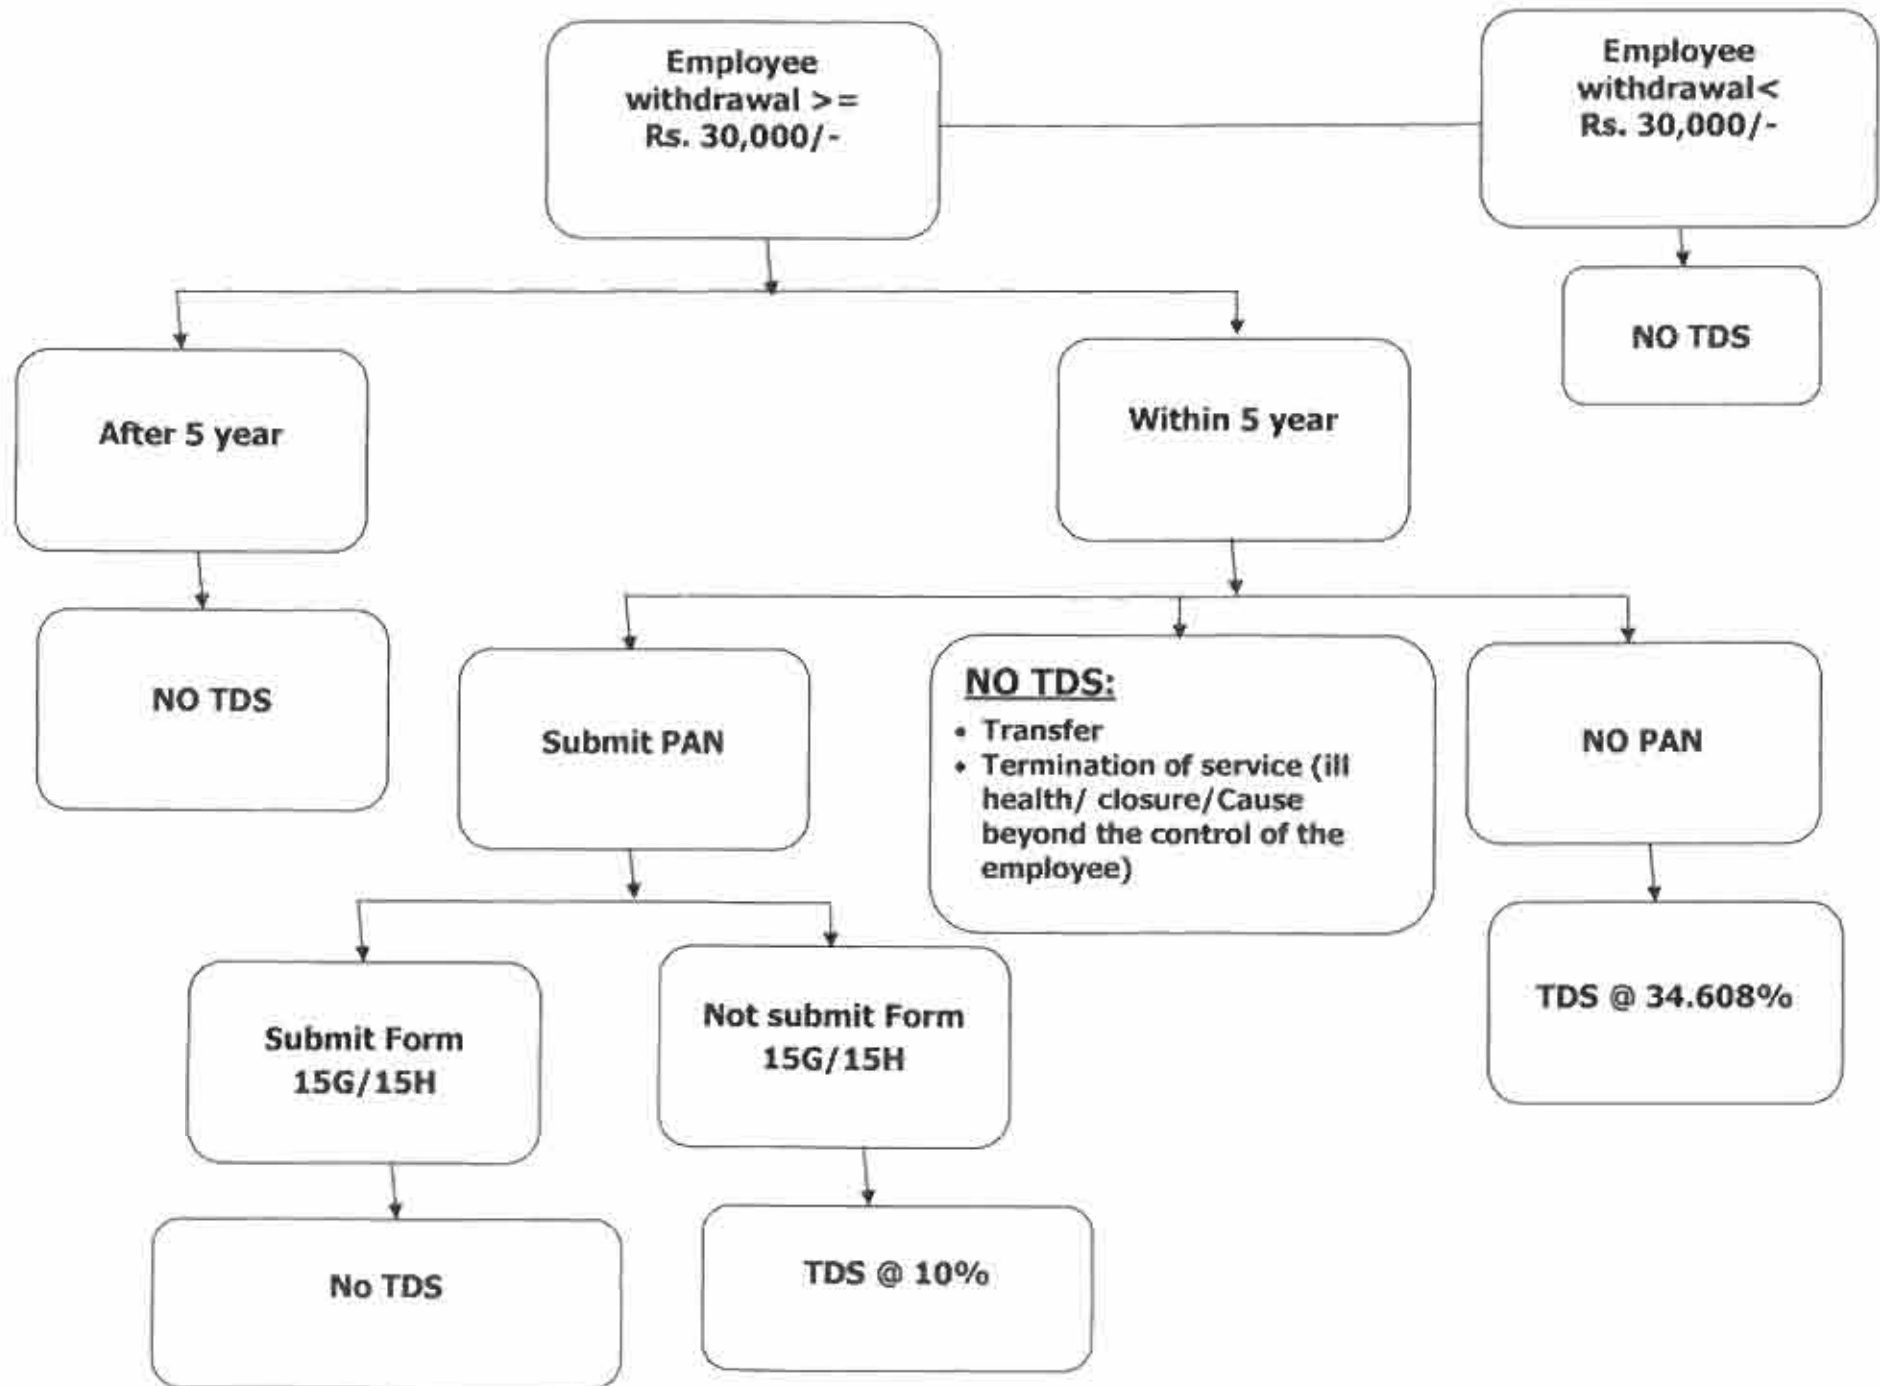 Employee
withdrawal >=
Rs. 30,000/-
Employee
withdrawal<
Rs. 30,000/-
NO TDS
After 5 year
Within 5 year
NO TDS
Submit PAN
NO TDS:
• Transfer
• Termination of service (ill
health/ closure/Cause
beyond the control of the
employee)
NO PAN
Submit Form
15G/15H
Not submit Form
15G/15H
TDS @ 34.608%
No TDS
TDS @ 10%